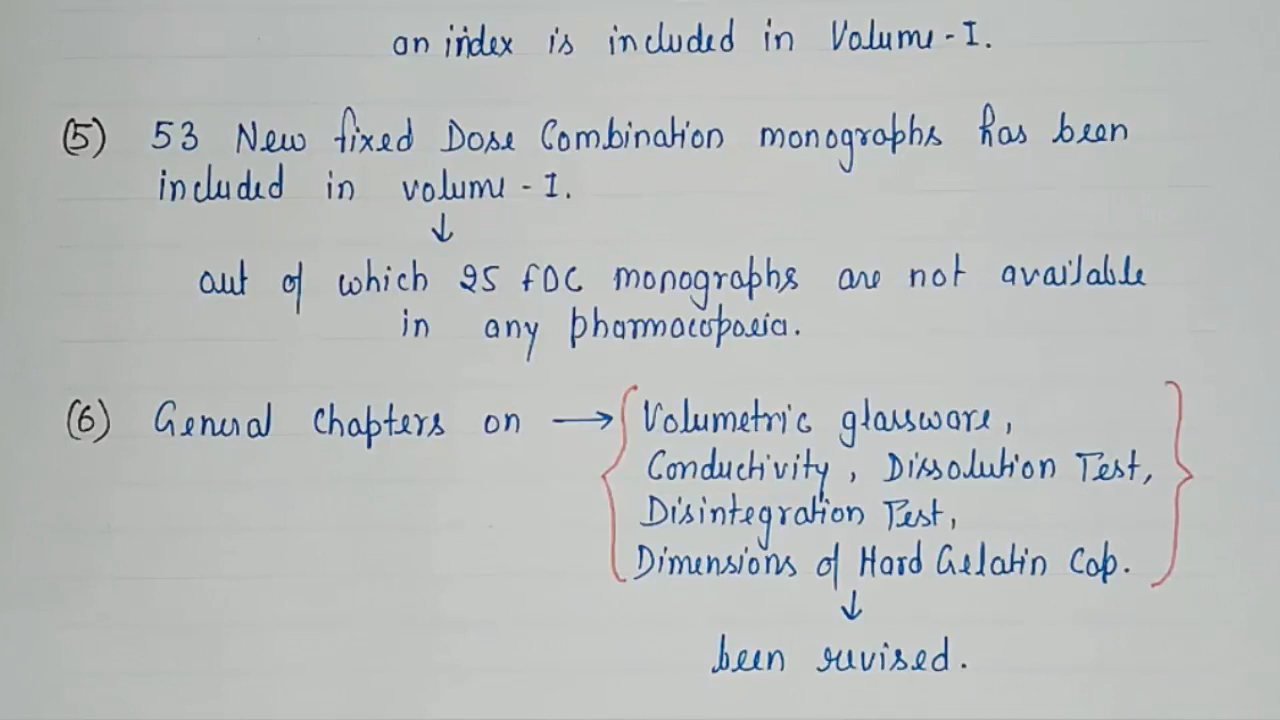 an index is included in Volume - I.
(5) 53 New fixed Dose Combination monographs has been
included in volume - I.
↓
out of which 25 FDC monographs are not available
in any pharmacopoeia.
(6) General Chapters on → { Volumetric glassware,
Conductivity, Dissolution Test,
Disintegration Test,
Dimensions of Hard Gelatin Cap. }
↓
been revised.